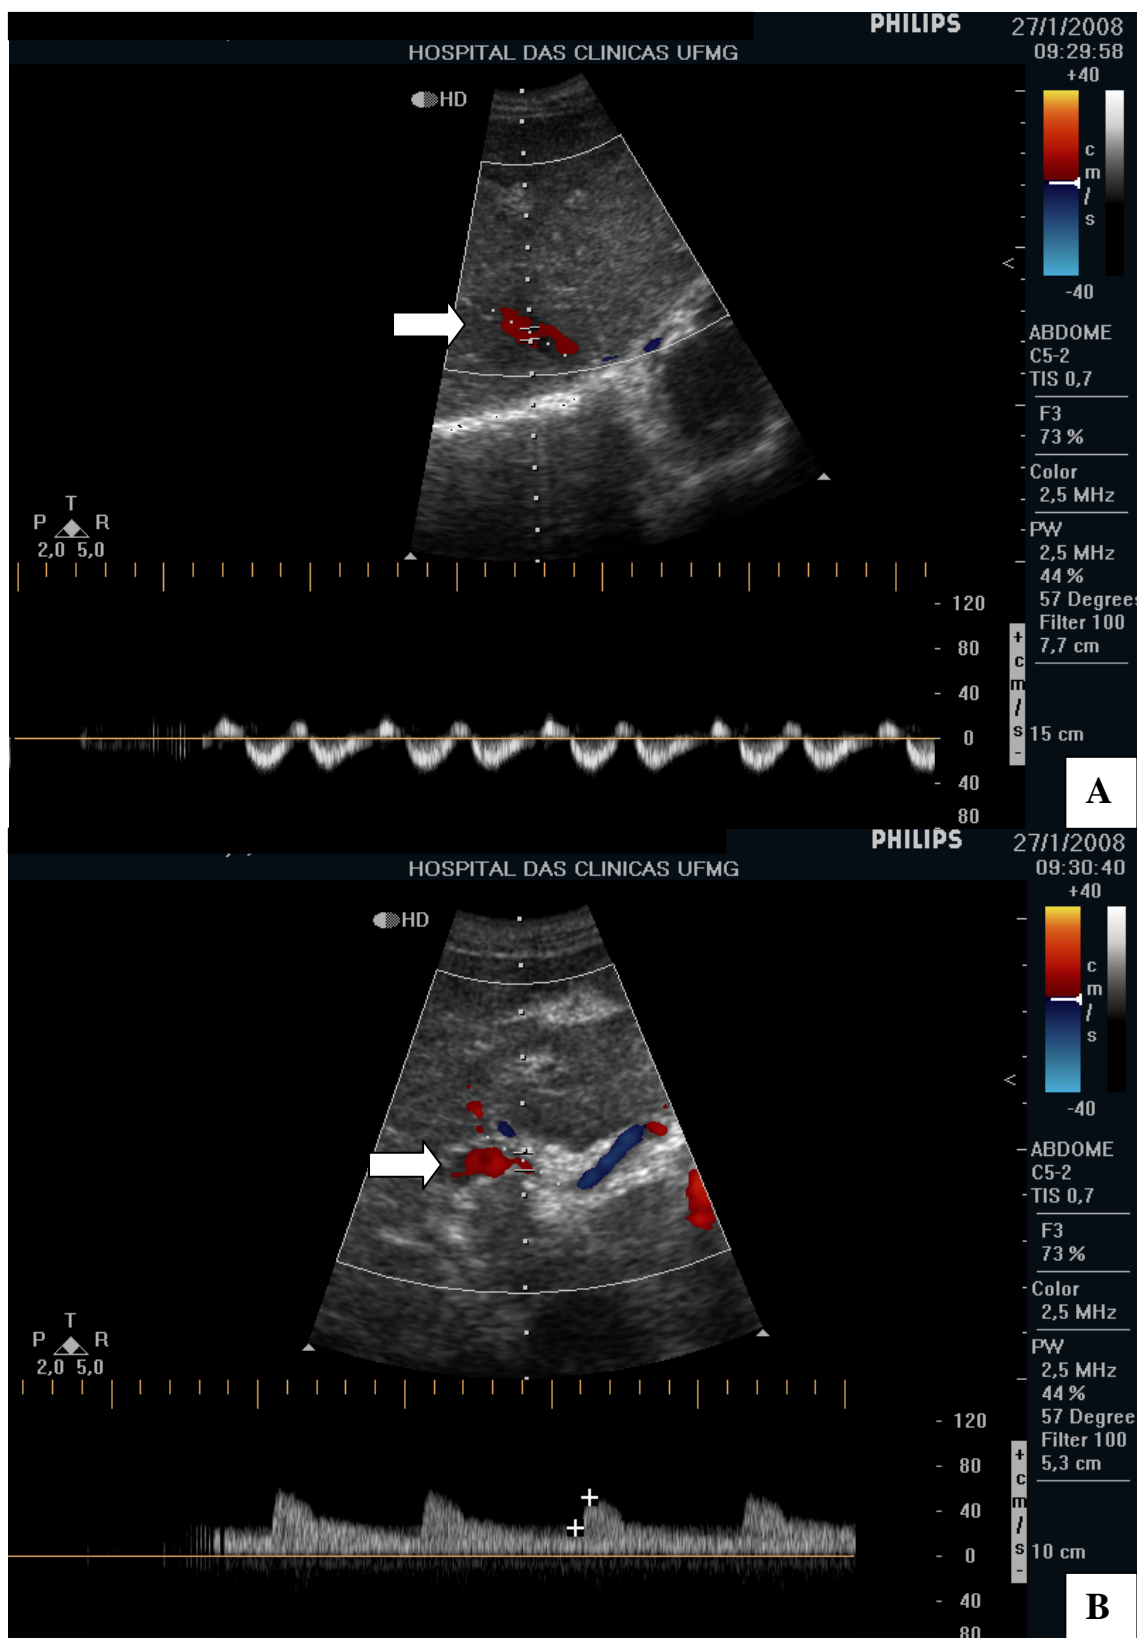 PHILIPS 27/1/2008
HOSPITAL DAS CLINICAS UFMG 09:29:58
+40
HD
c
m
/
s
<
-40
ABDOME
C5-2
TIS 0,7
F3
73 %
Color
2,5 MHz
T
P R
2,0 5,0
PW
2,5 MHz
44 %
57 Degrees
Filter 100
7,7 cm
- 120
- 80
- 40
- 0
- 40
80
+
c
m
/
s
-
15 cm
A
PHILIPS 27/1/2008
HOSPITAL DAS CLINICAS UFMG 09:30:40
+40
HD
c
m
/
s
<
-40
ABDOME
C5-2
TIS 0,7
F3
73 %
Color
2,5 MHz
T
P R
2,0 5,0
PW
2,5 MHz
44 %
57 Degree
Filter 100
5,3 cm
- 120
- 80
- 40
- 0
- 40
80
+
c
m
/
s
-
10 cm
B